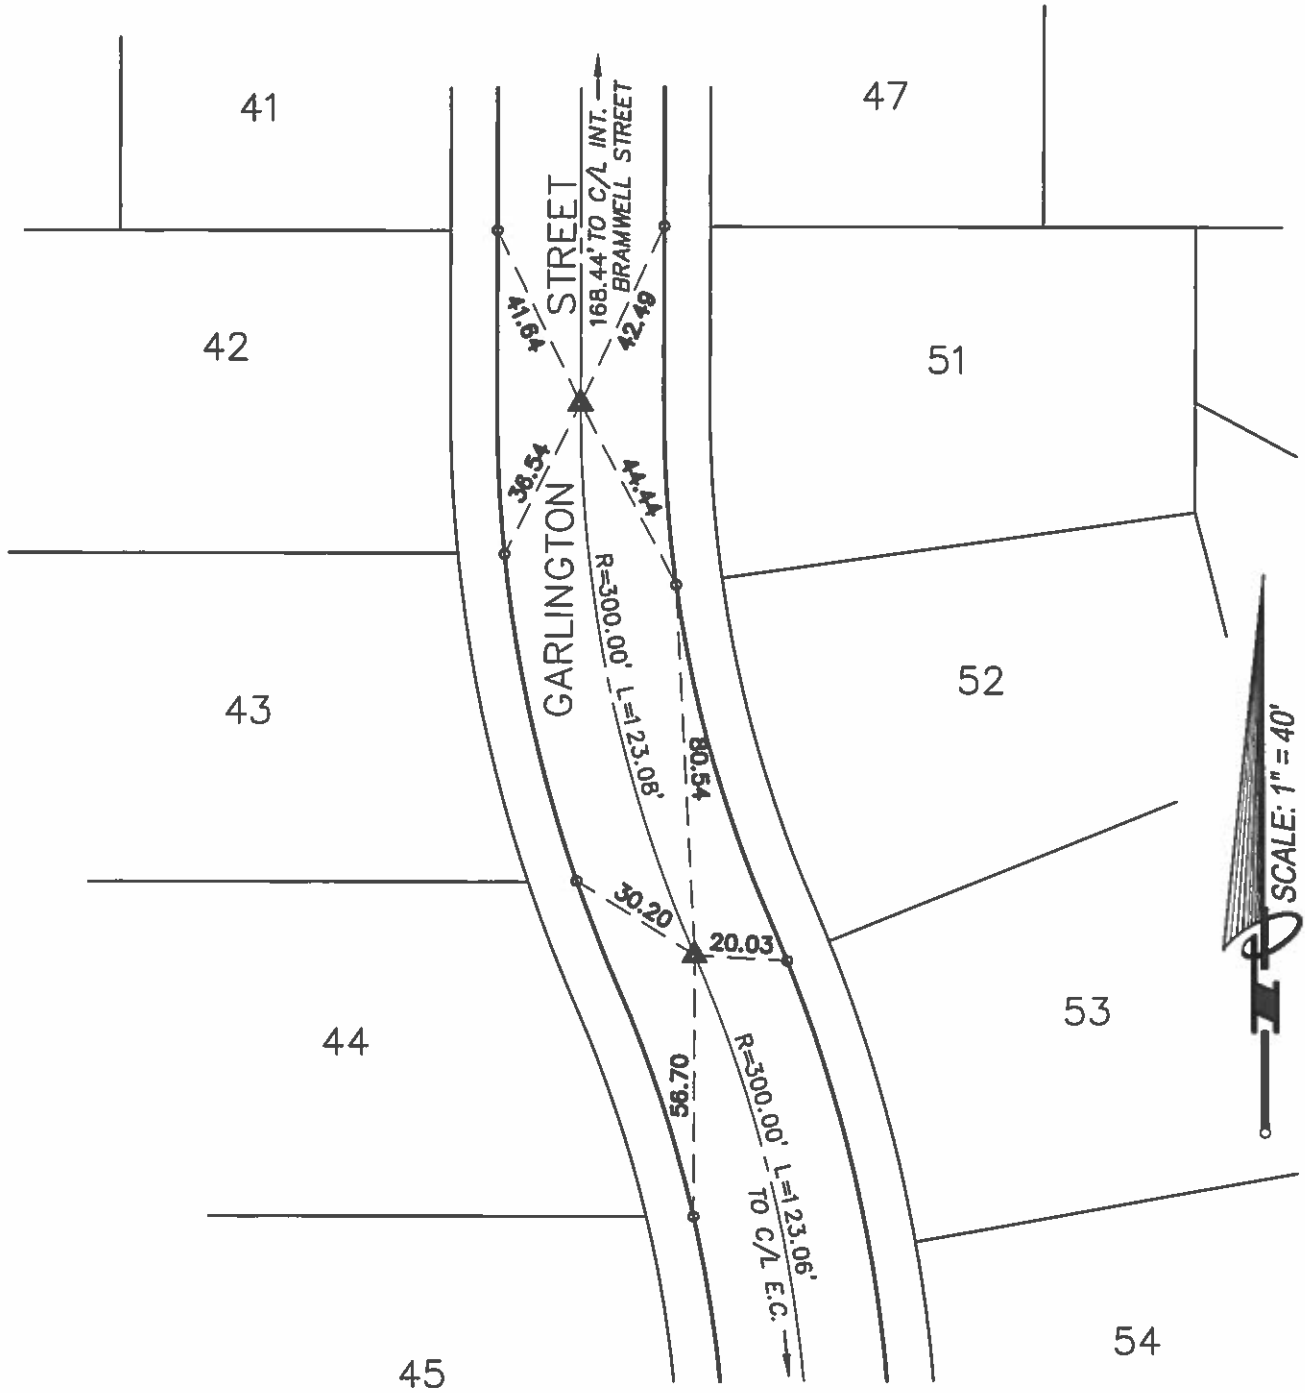 41
47
STREET
168.44' TO C/L INT.
BRAMWELL STREET
41.64
42.49
42
51
38.54
44.44
GARLINGTON
R=300.00' L=123.08'
43
52
80.54
SCALE: 1" = 40'
30.20
20.03
44
53
56.70
R=300.00' L=123.06'
TO C/L E.C.
45
54